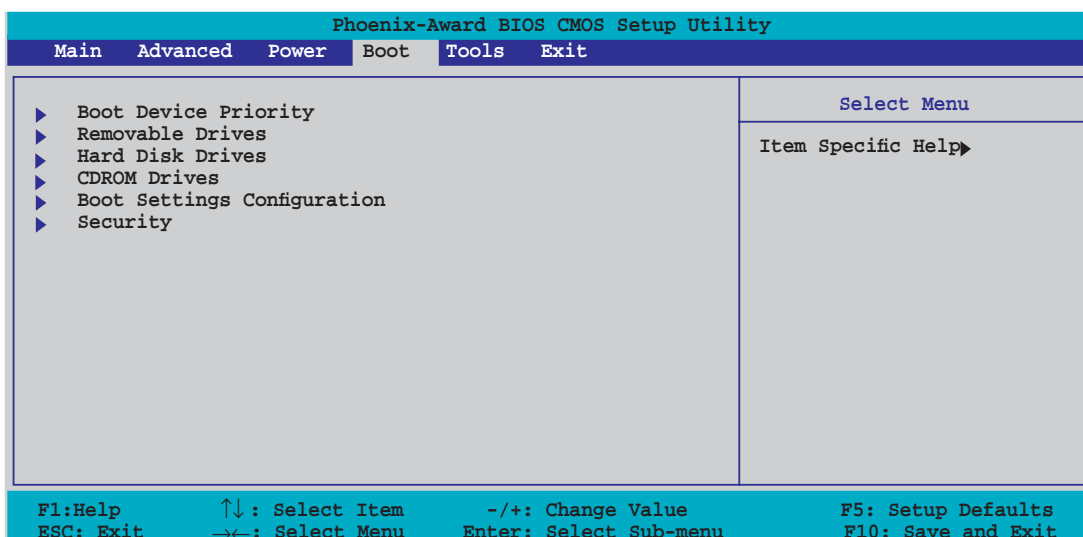 Phoenix-Award BIOS CMOS Setup Utility
Main Advanced Power Boot Tools Exit
Boot Device Priority
Removable Drives
Hard Disk Drives
CDROM Drives
Boot Settings Configuration
Security
Select Menu
Item Specific Help
F1:Help ↑↓: Select Item -/+: Change Value F5: Setup Defaults
ESC: Exit →←: Select Menu Enter: Select Sub-menu F10: Save and Exit